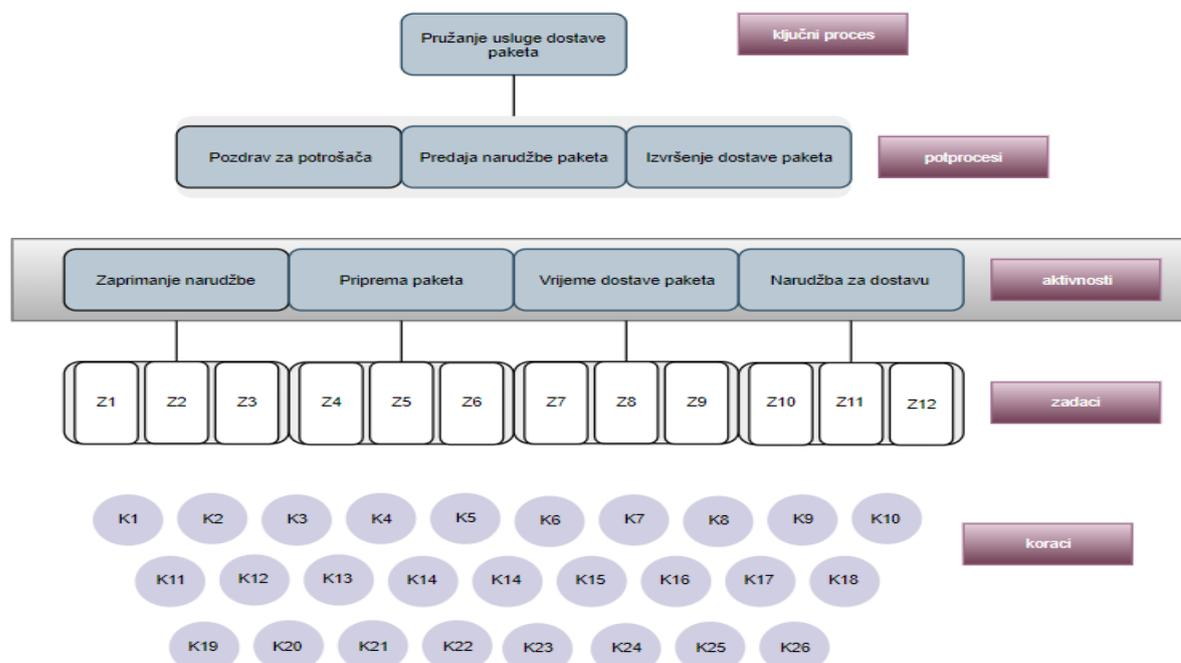 Pružanje usluge dostave
paketa
ključni proces
Pozdrav za potrošača
Predaja narudžbe paketa
Izvršenje dostave paketa
potprocesi
Zaprimanje narudžbe
Priprema paketa
Vrijeme dostave paketa
Narudžba za dostavu
aktivnosti
Z1 Z2 Z3 Z4 Z5 Z6 Z7 Z8 Z9 Z10 Z11 Z12
zadaci
K1 K2 K3 K4 K5 K6 K7 K8 K9 K10
koraci
K11 K12 K13 K14 K14 K15 K16 K17 K18
K19 K20 K21 K22 K23 K24 K25 K26